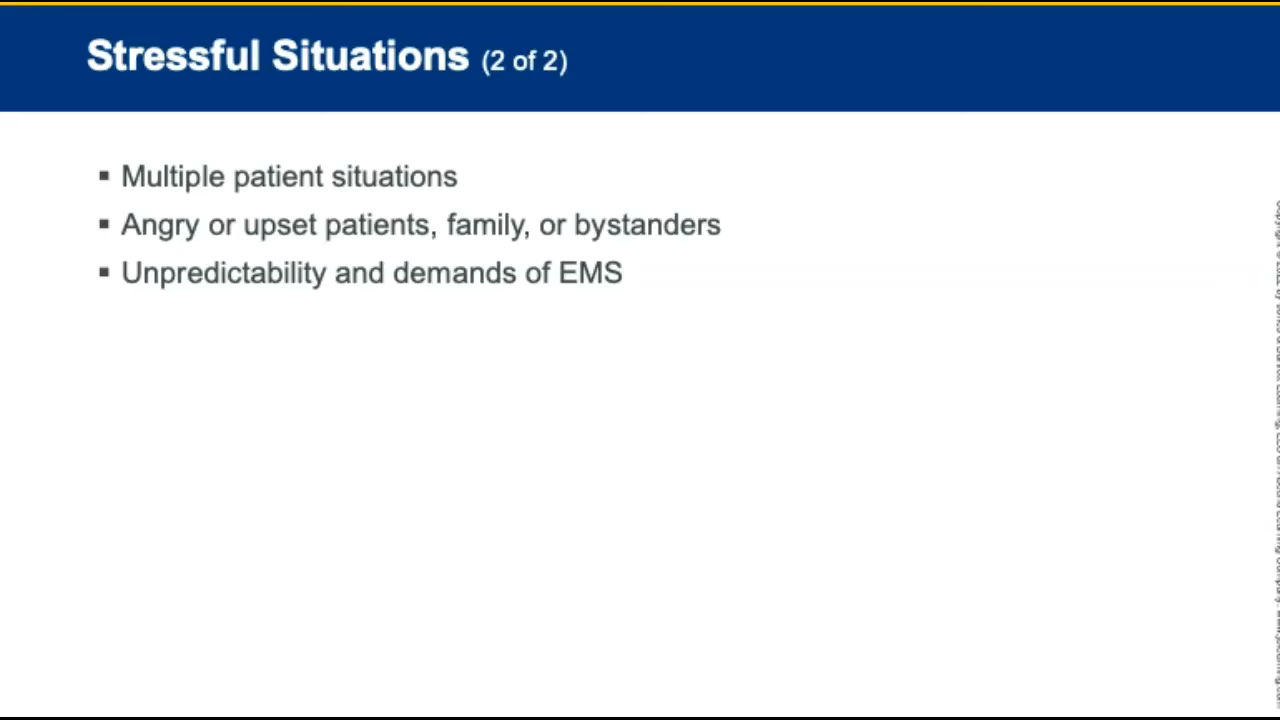 Stressful Situations (2 of 2)
▪ Multiple patient situations
▪ Angry or upset patients, family, or bystanders
▪ Unpredictability and demands of EMS